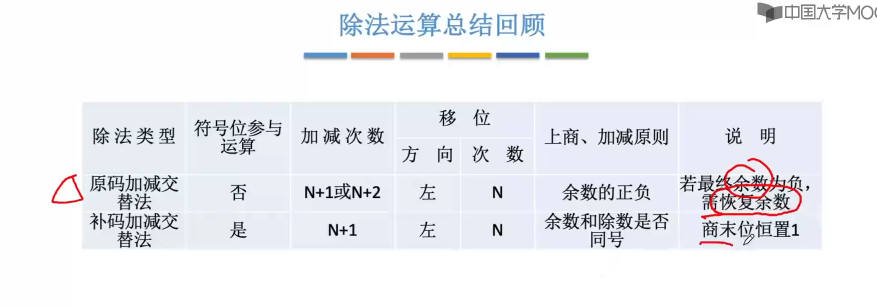 中国大学MOO
除法运算总结回顾
除法类型
符号位参与
运算
加减次数
移 位
上商、加减原则
说 明
方 向
次 数
原码加减交
替法
否
N+1或N+2
左
N
余数的正负
若最终余数为负,
需恢复余数
补码加减交
替法
是
N+1
左
N
余数和除数是否
同号
商末位恒置1